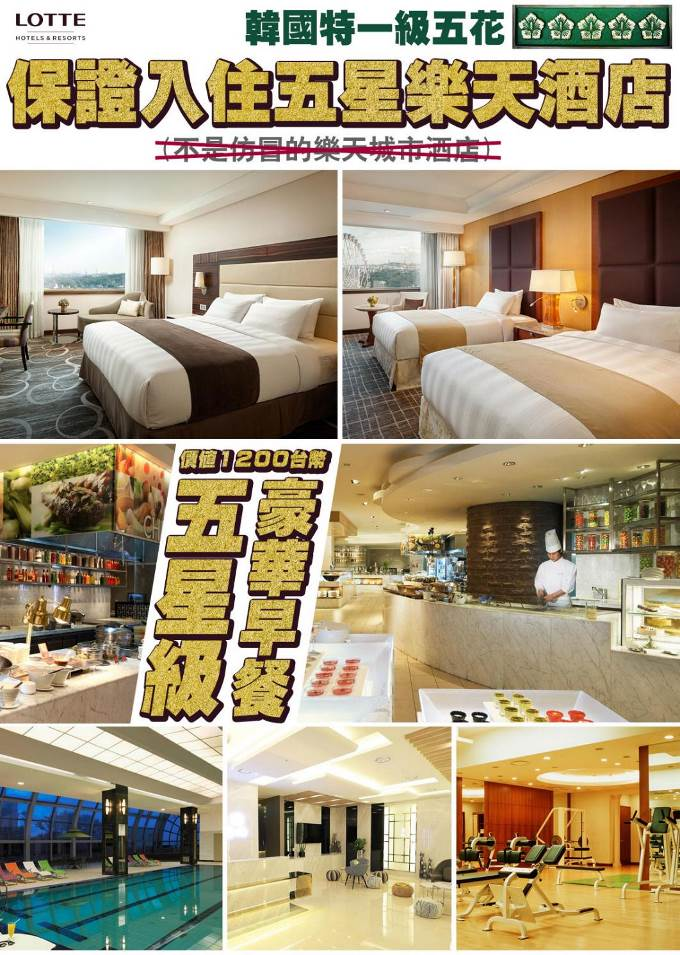 LOTTE
HOTELS & RESORTS
韓國特一級五花
保證入住五星樂天酒店
(不是仿冒的樂天城市酒店)
價值1200台幣
五星級
豪華早餐